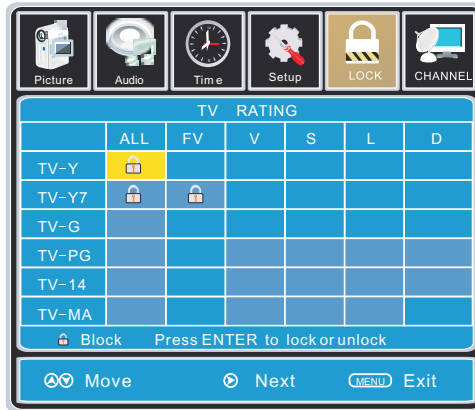 Picture Audio Time Setup LOCK CHANNEL
TV RATING
ALL FV V S L D
TV-Y
TV-Y7
TV-G
TV-PG
TV-14
TV-MA
Block Press ENTER to lock or unlock
Move Next MENU Exit